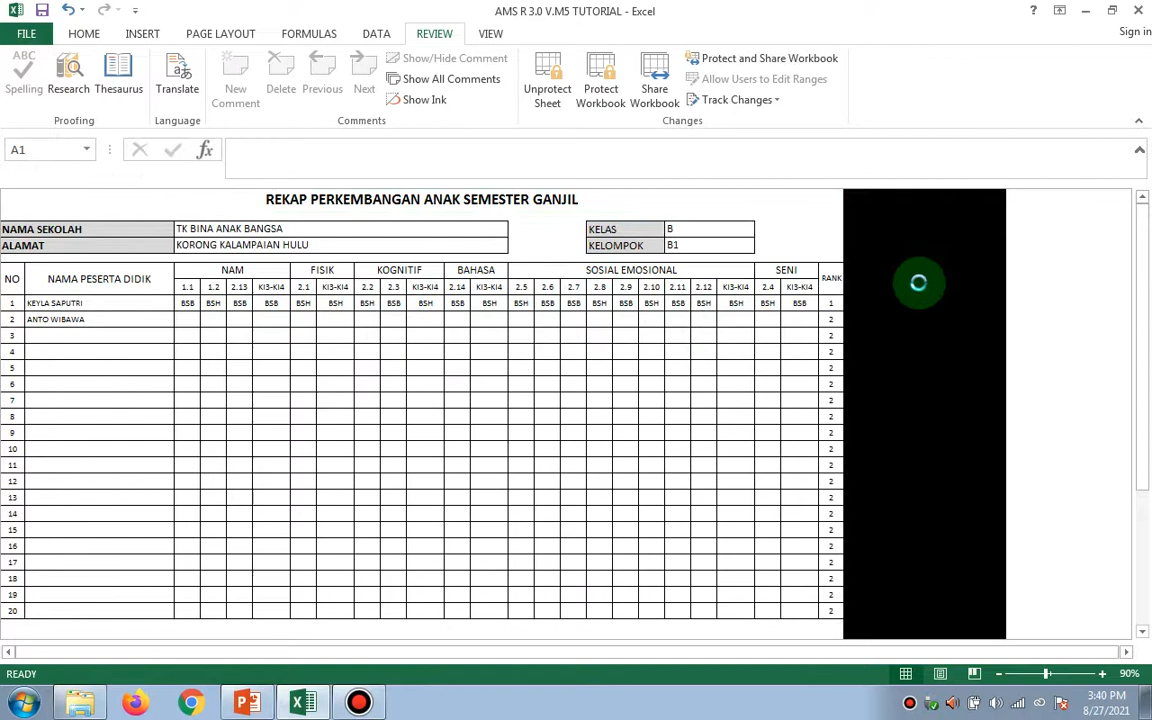 AMS R 3.0 V.M5 TUTORIAL - Excel
FILE HOME INSERT PAGE LAYOUT FORMULAS DATA REVIEW VIEW Sign in
ABC
Spelling Research Thesaurus Translate New Comment Delete Previous Next
Show/Hide Comment
Show All Comments
Show Ink
Unprotect Sheet Protect Workbook Share Workbook
Protect and Share Workbook
Allow Users to Edit Ranges
Track Changes
Proofing Language Comments Changes
A1 fx
REKAP PERKEMBANGAN ANAK SEMESTER GANJIL
NAMA SEKOLAH TK BINA ANAK BANGSA KELAS B
ALAMAT KORONG KALAMPAIAN HULU KELOMPOK B1
NO NAMA PESERTA DIDIK NAM FISIK KOGNITIF BAHASA SOSIAL EMOSIONAL SENI RANK
1.1 1.2 2.13 KI3-KI4 2.1 KI3-KI4 2.2 2.3 KI3-KI4 2.14 KI3-KI4 2.5 2.6 2.7 2.8 2.9 2.10 2.11 2.12 KI3-KI4 2.4 KI3-KI4
1 KEYLA SAPUTRI BSB BSH BSB BSB BSH BSH BSH BSB BSH BSB BSH BSH BSB BSB BSH BSB BSH BSB BSH BSH BSH BSB 1
2 ANTO WIBAWA 2
3 2
4 2
5 2
6 2
7 2
8 2
9 2
10 2
11 2
12 2
13 2
14 2
15 2
16 2
17 2
18 2
19 2
20 2
READY 90%
3:40 PM
8/27/2021